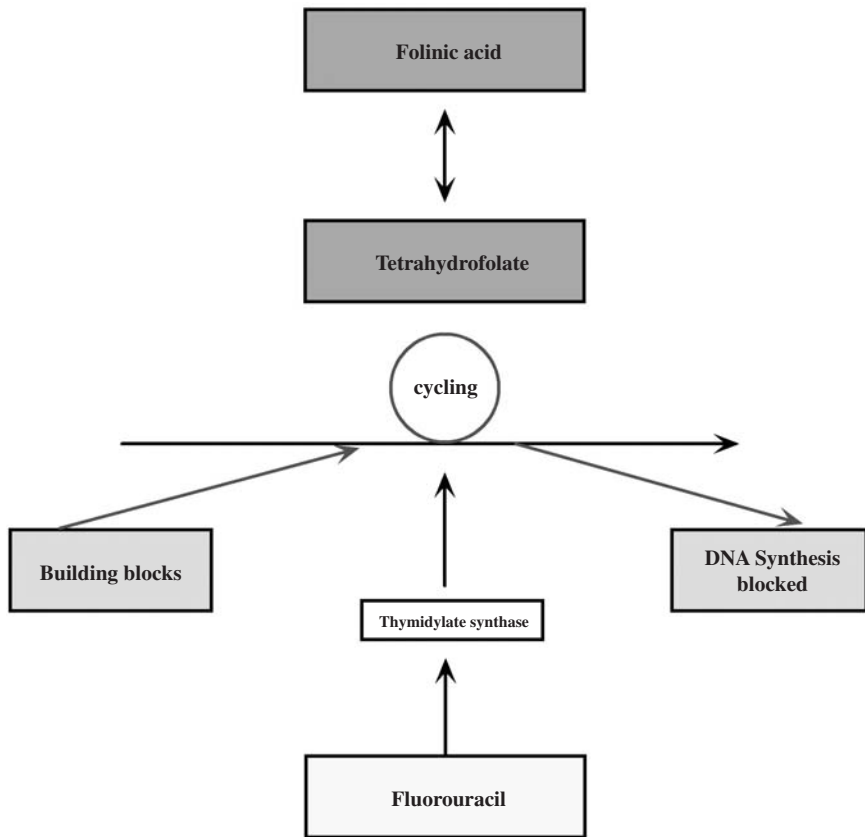 Folinic acid
Tetrahydrofolate
cycling
Building blocks
DNA Synthesis
blocked
Thymidylate synthase
Fluorouracil